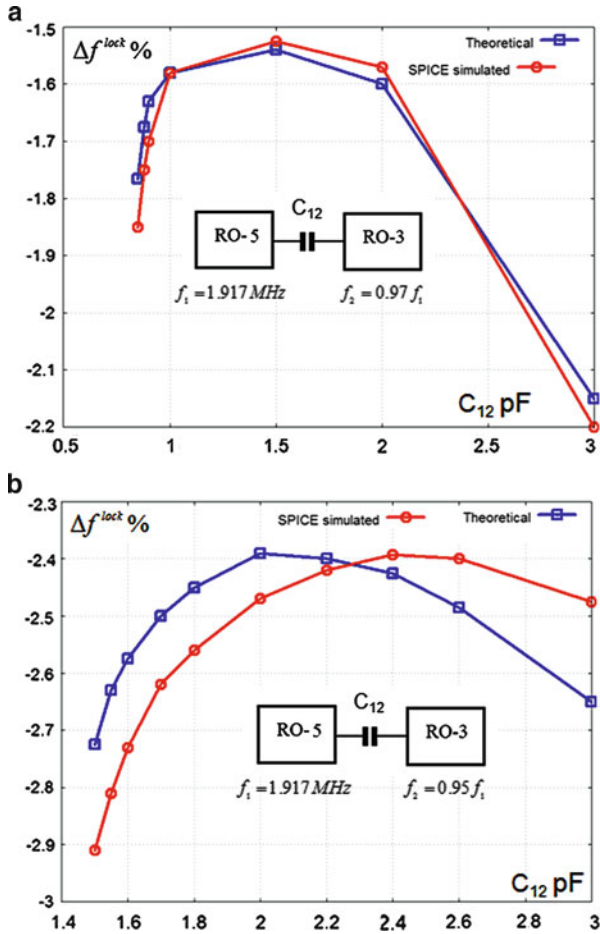 a
Δf^lock %
Theoretical
SPICE simulated
-1.5
-1.6
-1.7
-1.8
-1.9
-2
-2.1
-2.2
C12
RO-5
RO-3
f1 = 1.917 MHz
f2 = 0.97 f1
C12 pF
0.5 1 1.5 2 2.5 3
b
Δf^lock %
SPICE simulated
Theoretical
-2.3
-2.4
-2.5
-2.6
-2.7
-2.8
-2.9
-3
C12
RO-5
RO-3
f1 = 1.917 MHz
f2 = 0.95 f1
C12 pF
1.4 1.6 1.8 2 2.2 2.4 2.6 2.8 3